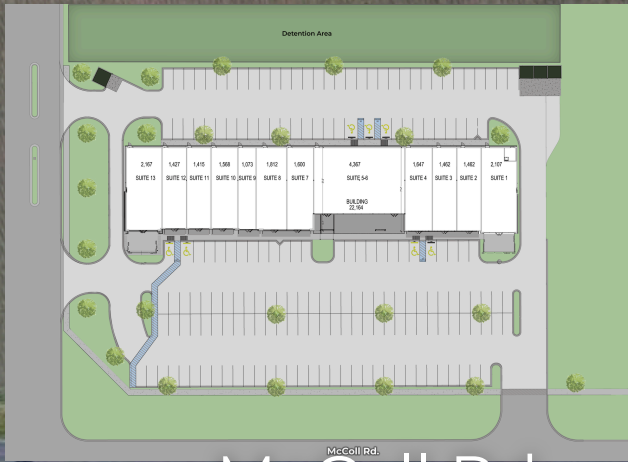 Detention Area
2,167 1,427 1,415 1,568 1,073 1,812 1,600 4,367 1,647 1,462 1,462 2,107
SUITE 13 SUITE 12 SUITE 11 SUITE 10 SUITE 9 SUITE 8 SUITE 7 SUITE 5-6 SUITE 4 SUITE 3 SUITE 2 SUITE 1
BUILDING
22,164
McColl Rd.